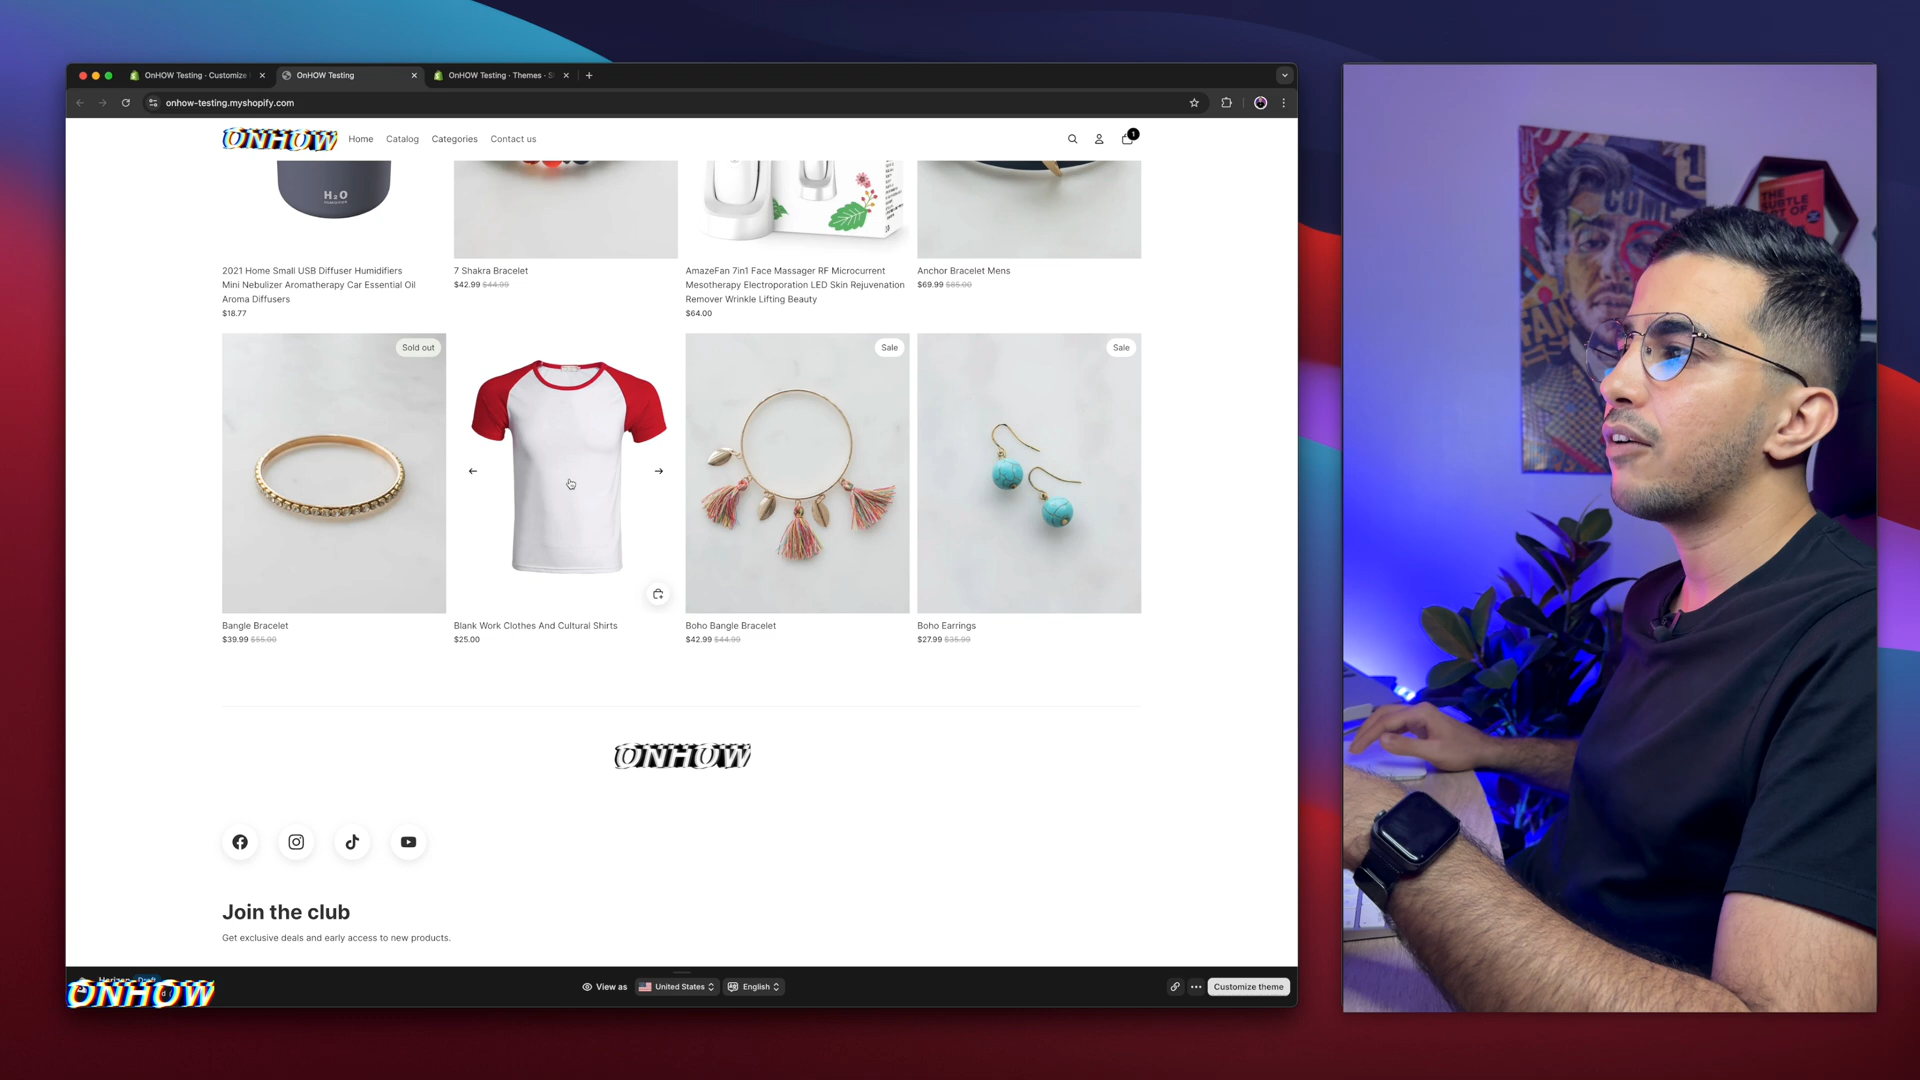 OnHOW Testing · Customize
OnHOW Testing
OnHOW Testing · Themes · S
onhow-testing.myshopify.com
ONHOW
Home
Catalog
Categories
Contact us
1
H₂O
2021 Home Small USB Diffuser Humidifiers
Mini Nebulizer Aromatherapy Car Essential Oil
Aroma Diffusers
$18.77
7 Shakra Bracelet
$42.99 $44.99
AmazeFan 7in1 Face Massager RF Microcurrent
Mesotherapy Electroporation LED Skin Rejuvenation
Remover Wrinkle Lifting Beauty
$64.00
Anchor Bracelet Mens
$69.99 $85.00
Sold out
Sale
Sale
Bangle Bracelet
$39.99 $55.00
Blank Work Clothes And Cultural Shirts
$25.00
Boho Bangle Bracelet
$42.99 $44.99
Boho Earrings
$27.99 $35.99
ONHOW
Join the club
Get exclusive deals and early access to new products.
Draft
ONHOW
View as
United States
English
Customize theme
THE
SUBTLE
ART OF